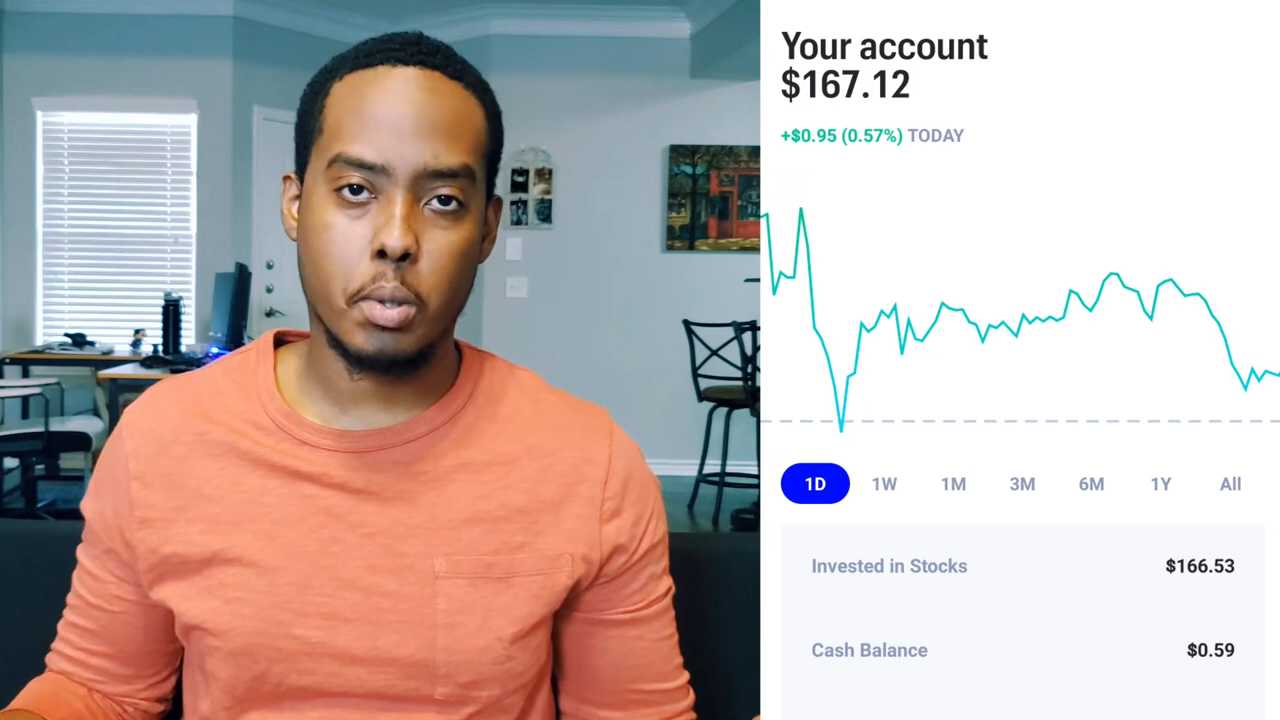 Your account
$167.12
+$0.95 (0.57%) TODAY
1D 1W 1M 3M 6M 1Y All
Invested in Stocks $166.53
Cash Balance $0.59